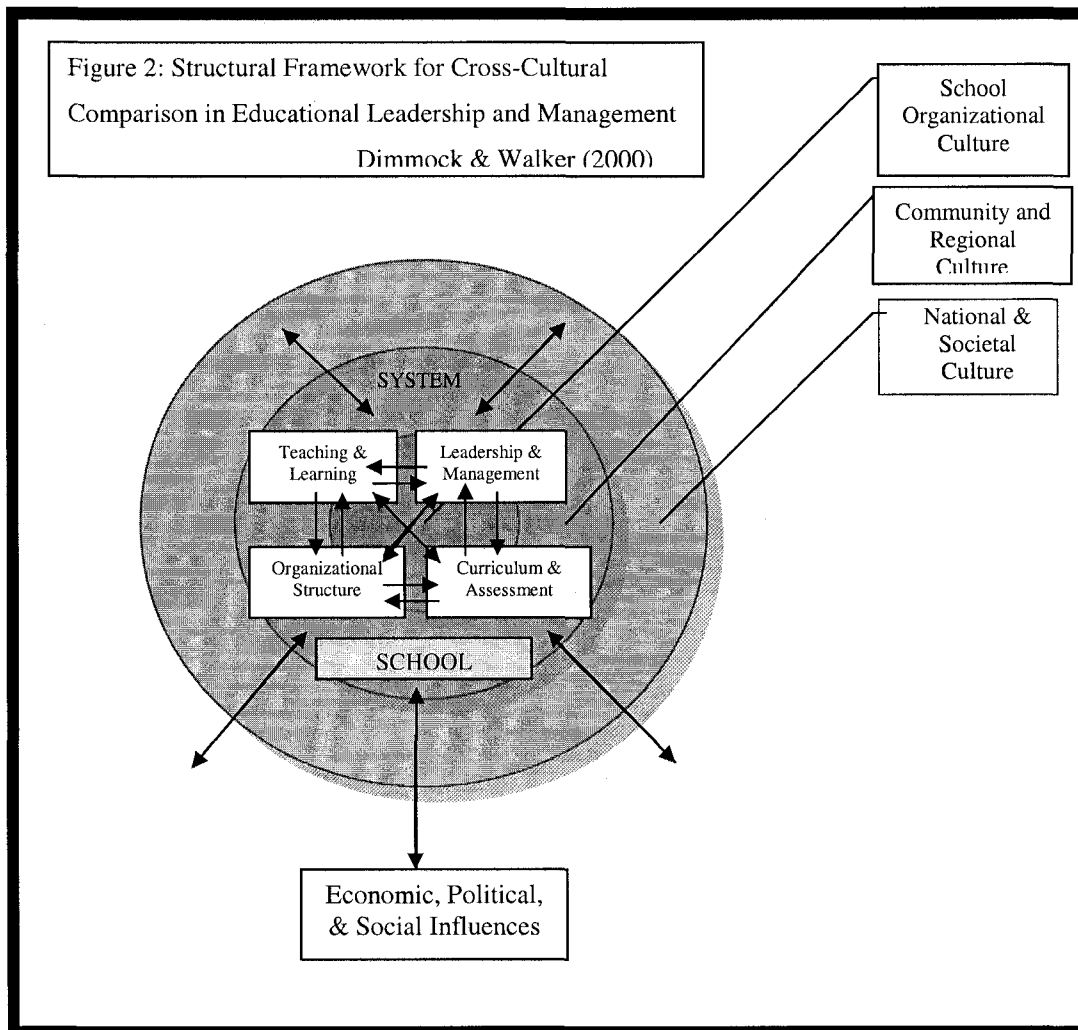 Figure 2: Structural Framework for Cross-Cultural
Comparison in Educational Leadership and Management
Dimmock & Walker (2000)
School
Organizational
Culture
Community and
Regional
Culture
National &
Societal
Culture
SYSTEM
Teaching &
Learning
Leadership &
Management
Organizational
Structure
Curriculum &
Assessment
SCHOOL
Economic, Political,
& Social Influences